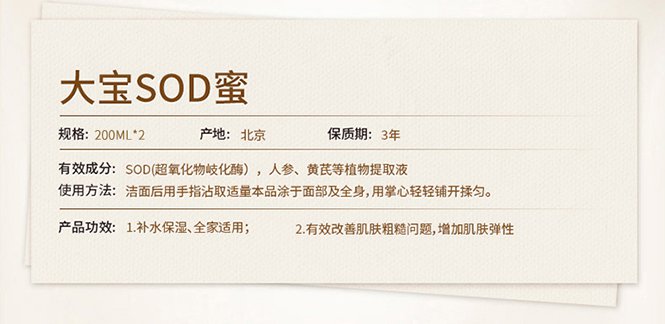 大宝SOD蜜
规格: 200ML*2 产地: 北京 保质期: 3年
有效成分: SOD(超氧化物岐化酶) ，人参、黄芪等植物提取液
使用方法: 洁面后用手指沾取适量本品涂于面部及全身,用掌心轻轻铺开揉匀。
产品功效: 1.补水保湿、全家适用; 2.有效改善肌肤粗糙问题,增加肌肤弹性